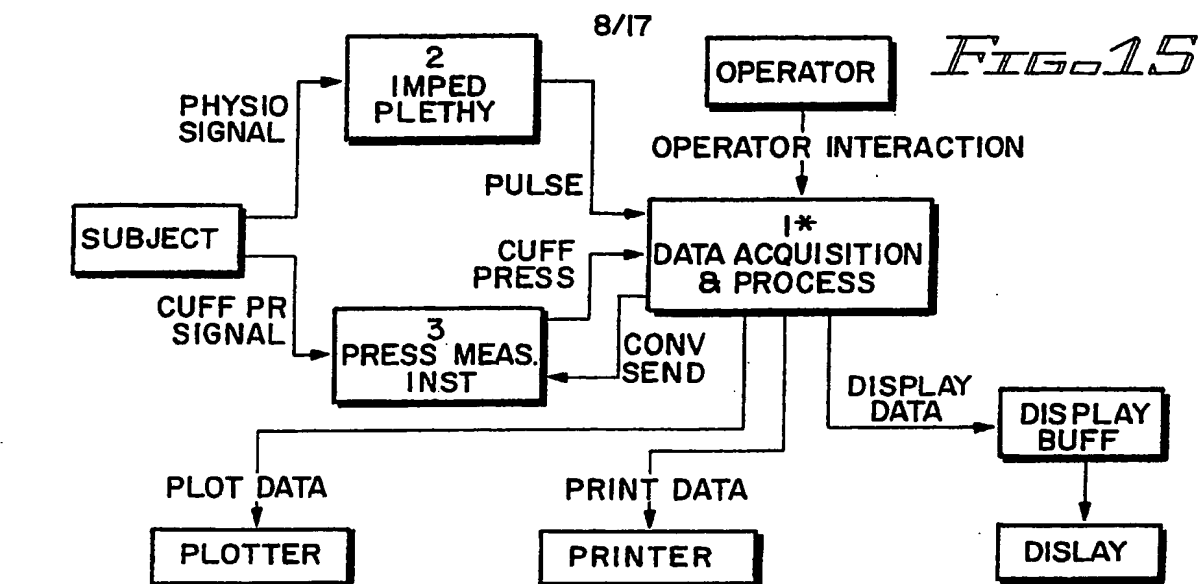 8/17
FIG. 15
2
IMPED
PLETHY
OPERATOR
PHYSIO
SIGNAL
OPERATOR INTERACTION
PULSE
SUBJECT
1*
DATA ACQUISITION
& PROCESS
CUFF
PRESS
CUFF PR
SIGNAL
3
PRESS MEAS.
INST
CONV
SEND
DISPLAY
DATA
DISPLAY
BUFF
PLOT DATA
PRINT DATA
PLOTTER
PRINTER
DISLAY